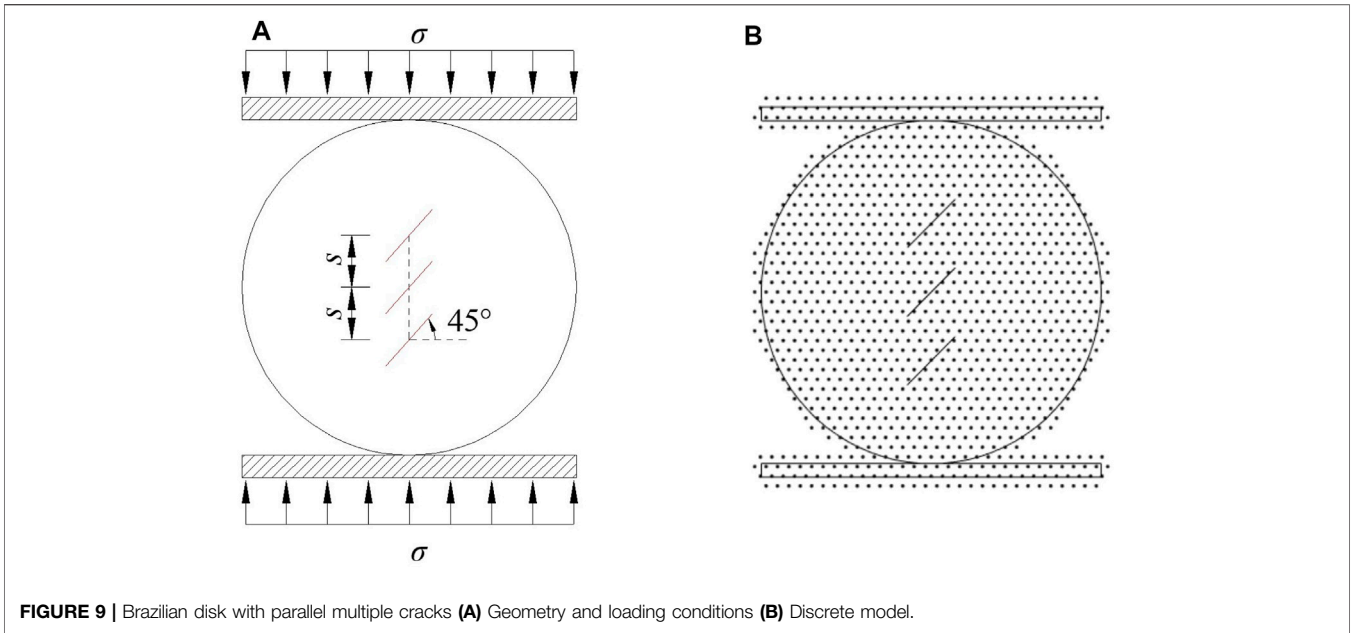 A
σ
B
s
s
45°
σ
FIGURE 9 | Brazilian disk with parallel multiple cracks (A) Geometry and loading conditions (B) Discrete model.